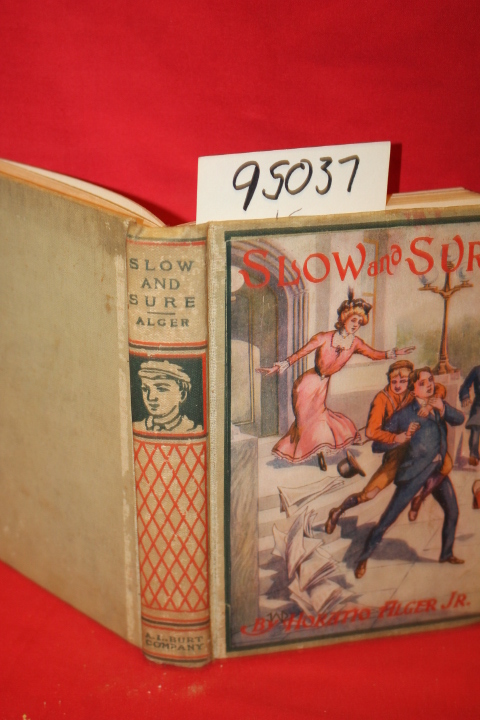 95037
SLOW
AND
SURE
ALGER
A.L. BURT
COMPANY
SLOW and SUR
BY HORATIO ALGER JR.